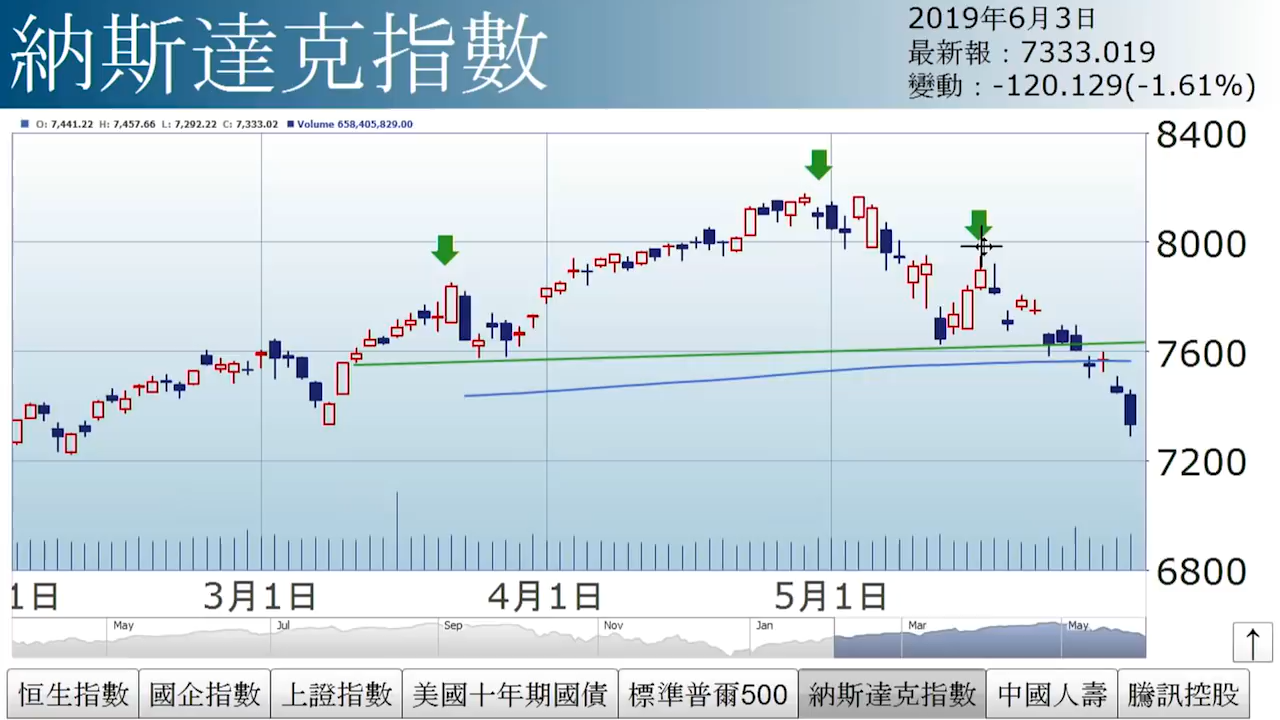 納斯達克指數
2019年6月3日
最新報：7333.019
變動：-120.129(-1.61%)
O: 7,441.22 H: 7,457.66 L: 7,292.22 C: 7,333.02 Volume 658,405,829.00
8400
8000
7600
7200
6800
1日 3月1日 4月1日 5月1日
May Jul Sep Nov Jan Mar May
↑
恒生指數 國企指數 上證指數 美國十年期國債 標準普爾500 納斯達克指數 中國人壽 騰訊控股